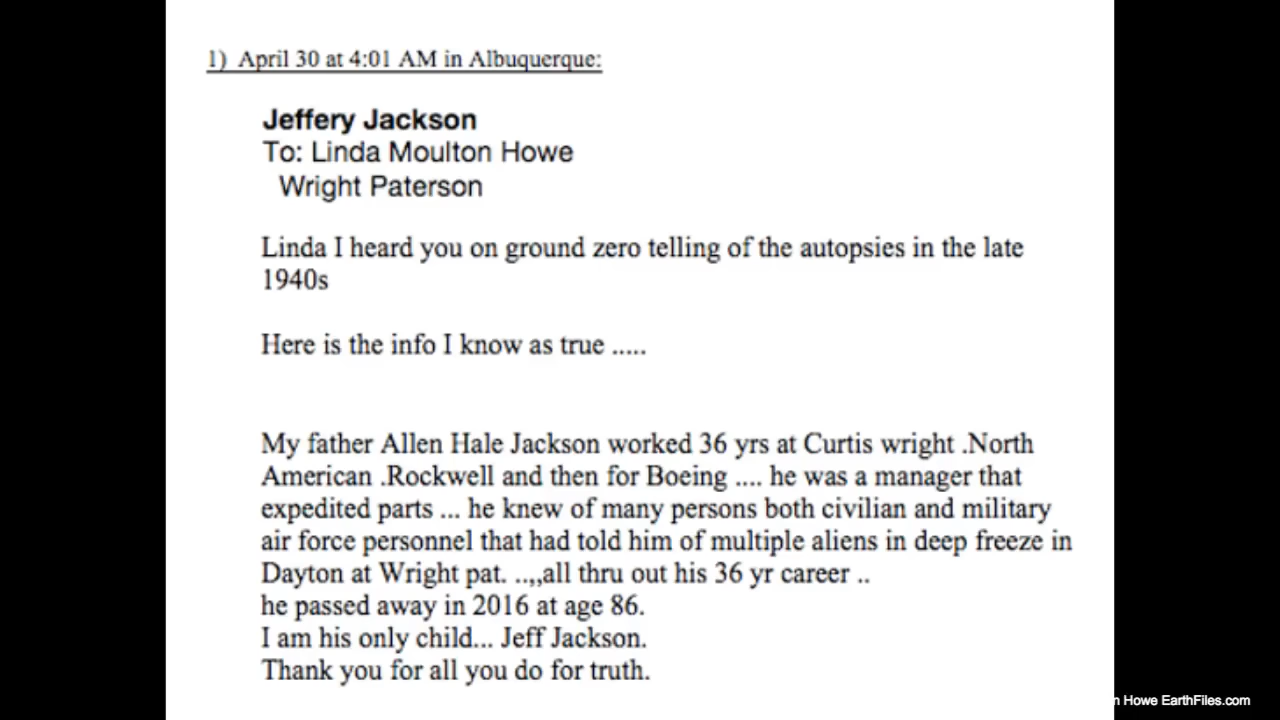 1) April 30 at 4:01 AM in Albuquerque:
Jeffery Jackson
To: Linda Moulton Howe
Wright Paterson
Linda I heard you on ground zero telling of the autopsies in the late
1940s
Here is the info I know as true .....
My father Allen Hale Jackson worked 36 yrs at Curtis wright .North
American .Rockwell and then for Boeing .... he was a manager that
expedited parts ... he knew of many persons both civilian and military
air force personnel that had told him of multiple aliens in deep freeze in
Dayton at Wright pat. ..,,all thru out his 36 yr career ..
he passed away in 2016 at age 86.
I am his only child... Jeff Jackson.
Thank you for all you do for truth.
Howe EarthFiles.com